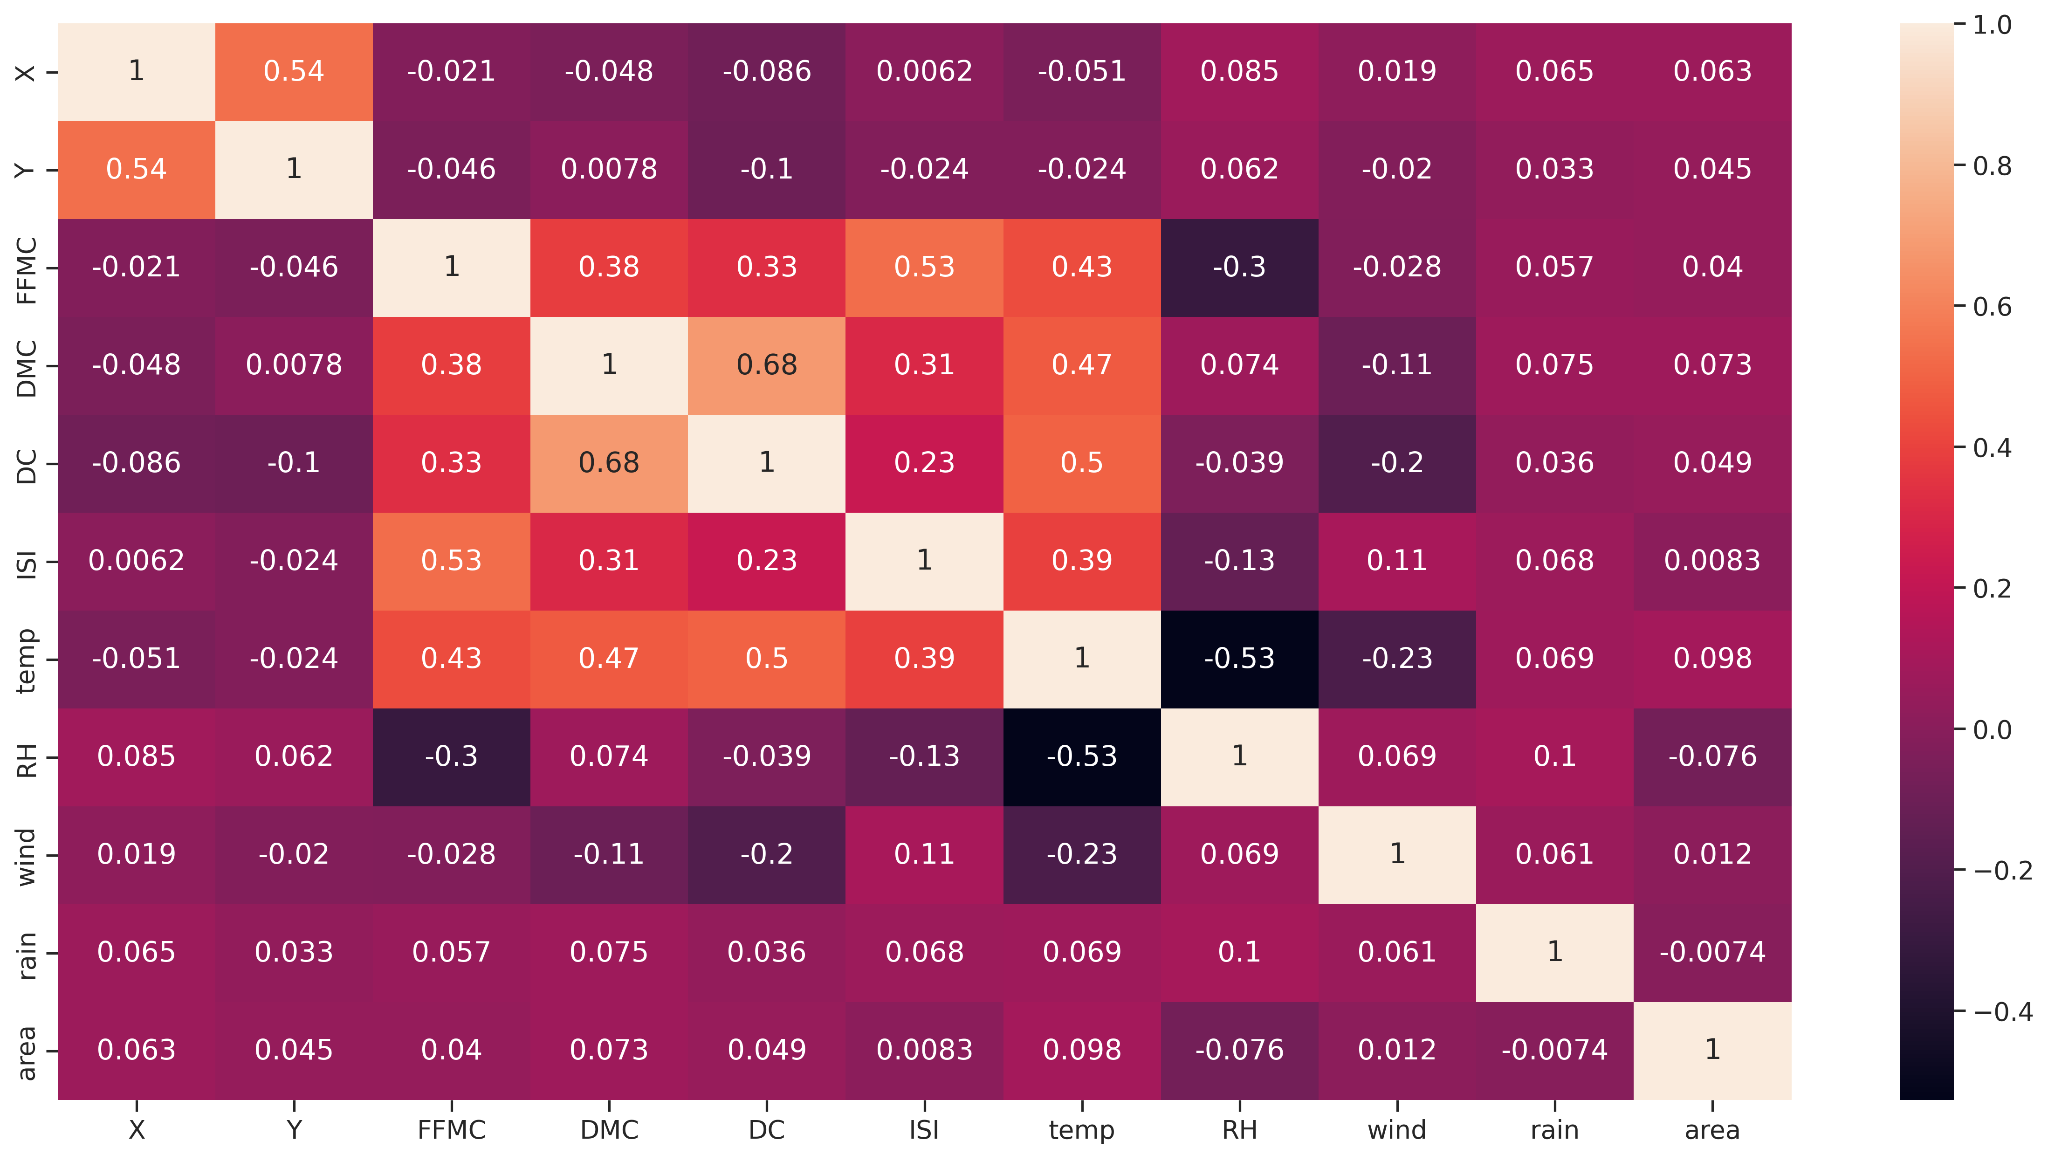 X 1 0.54 -0.021 -0.048 -0.086 0.0062 -0.051 0.085 0.019 0.065 0.063
Y 0.54 1 -0.046 0.0078 -0.1 -0.024 -0.024 0.062 -0.02 0.033 0.045
FFMC -0.021 -0.046 1 0.38 0.33 0.53 0.43 -0.3 -0.028 0.057 0.04
DMC -0.048 0.0078 0.38 1 0.68 0.31 0.47 0.074 -0.11 0.075 0.073
DC -0.086 -0.1 0.33 0.68 1 0.23 0.5 -0.039 -0.2 0.036 0.049
ISI 0.0062 -0.024 0.53 0.31 0.23 1 0.39 -0.13 0.11 0.068 0.0083
temp -0.051 -0.024 0.43 0.47 0.5 0.39 1 -0.53 -0.23 0.069 0.098
RH 0.085 0.062 -0.3 0.074 -0.039 -0.13 -0.53 1 0.069 0.1 -0.076
wind 0.019 -0.02 -0.028 -0.11 -0.2 0.11 -0.23 0.069 1 0.061 0.012
rain 0.065 0.033 0.057 0.075 0.036 0.068 0.069 0.1 0.061 1 -0.0074
area 0.063 0.045 0.04 0.073 0.049 0.0083 0.098 -0.076 0.012 -0.0074 1
X Y FFMC DMC DC ISI temp RH wind rain area
1.0
0.8
0.6
0.4
0.2
0.0
−0.2
−0.4